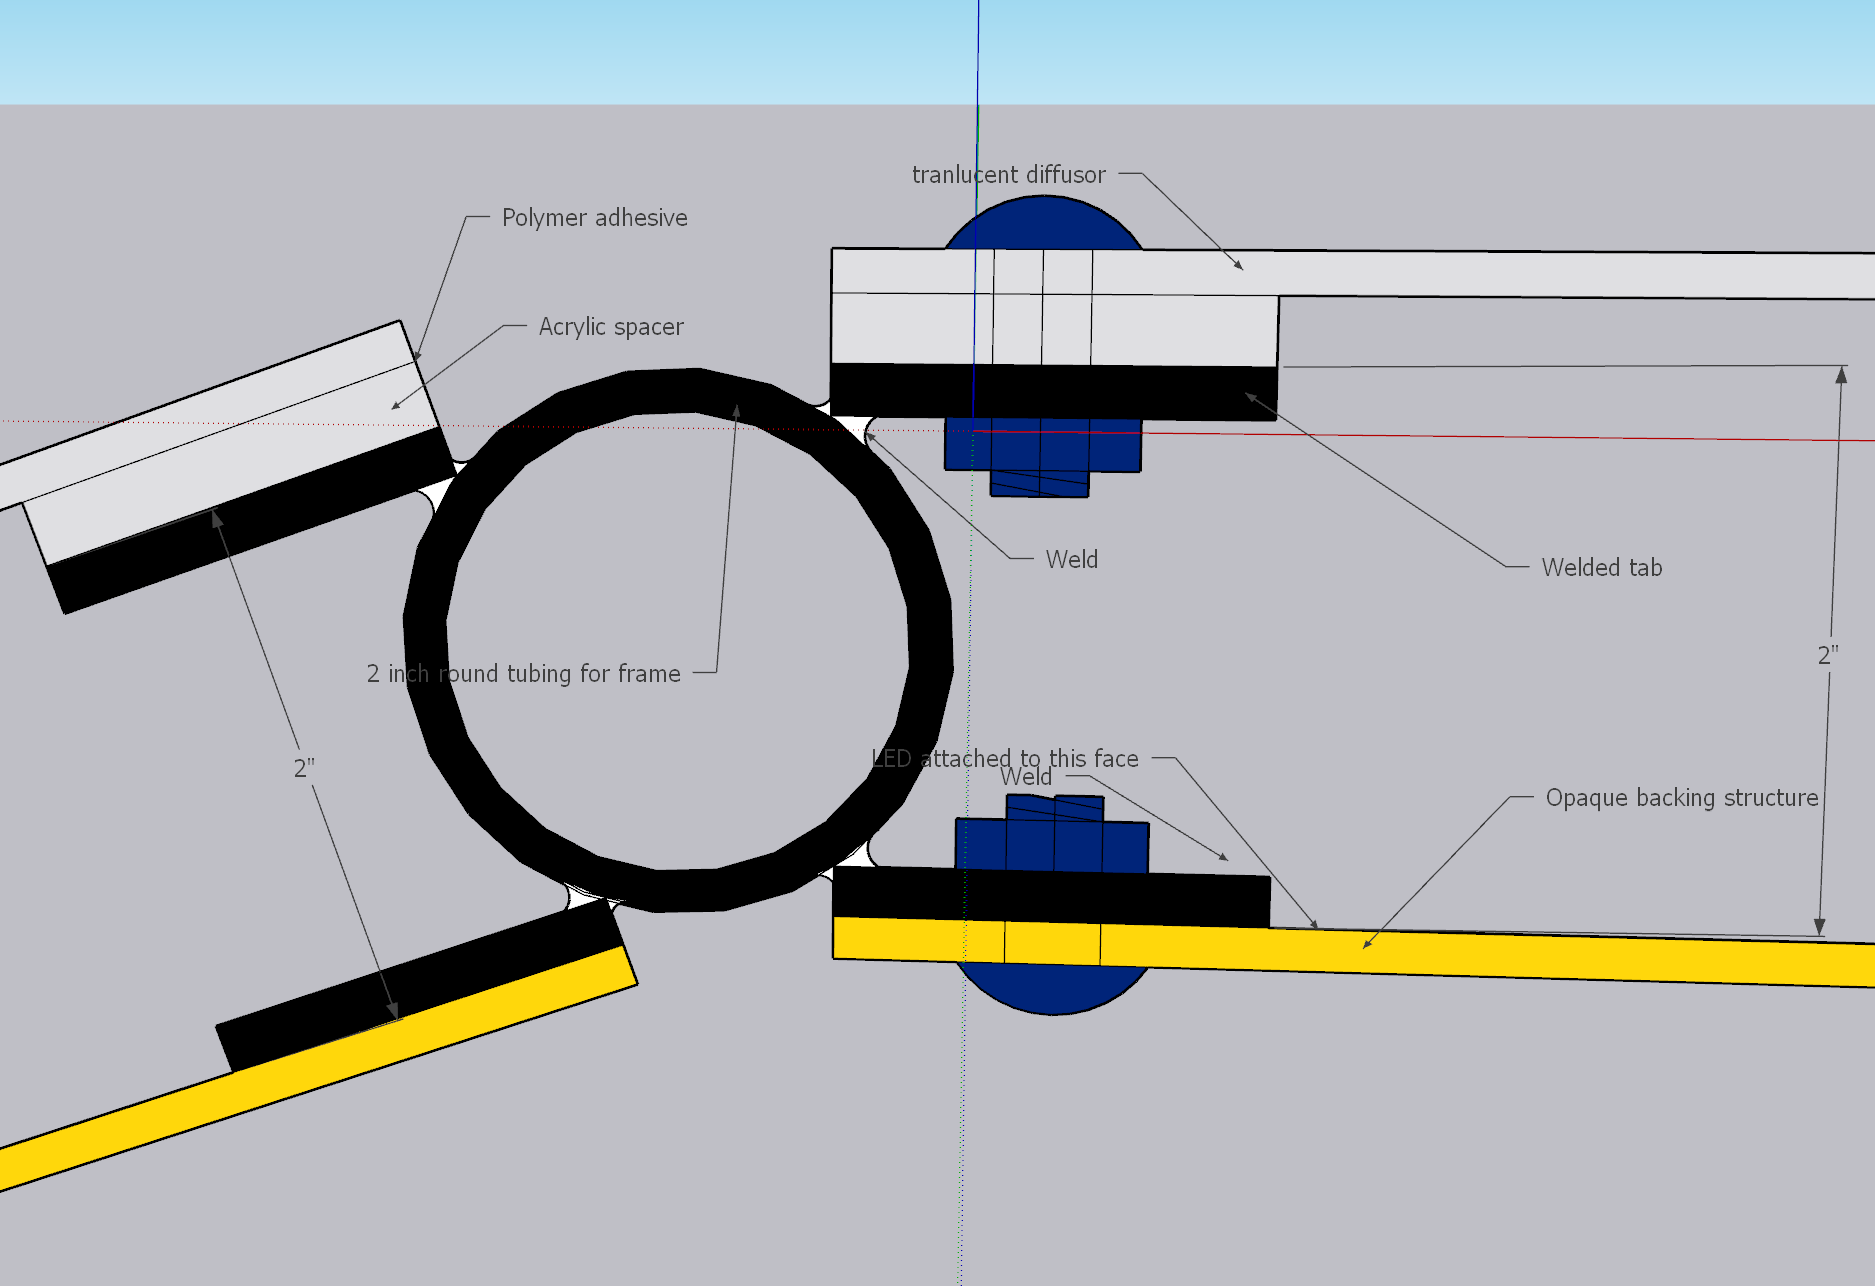 tranlucent diffusor
Polymer adhesive
Acrylic spacer
Weld
Welded tab
2"
2 inch round tubing for frame
LED attached to this face
Weld
2"
Opaque backing structure